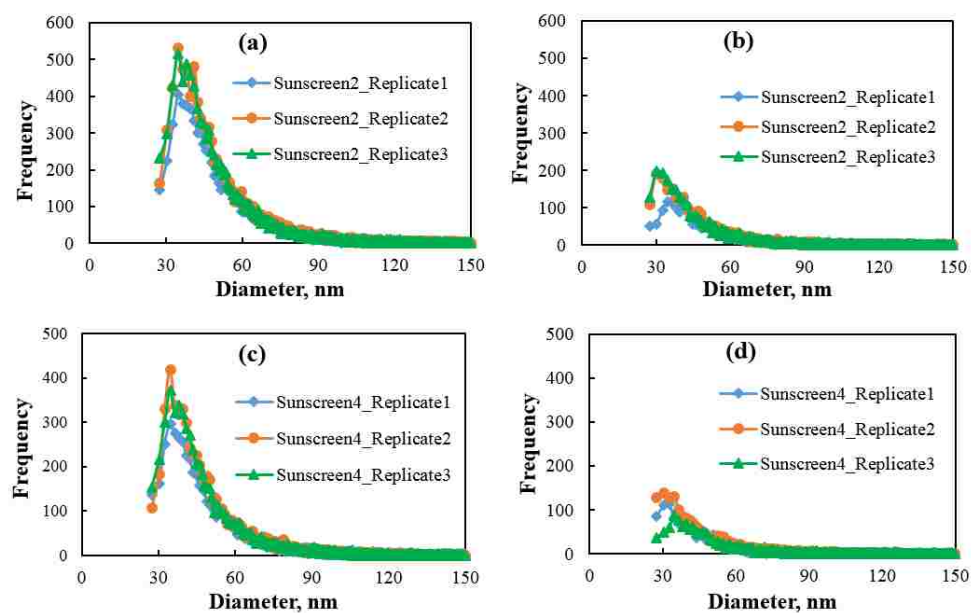 (a)
600
500
400
300
200
100
0
Frequency
Sunscreen2_Replicate1
Sunscreen2_Replicate2
Sunscreen2_Replicate3
0 30 60 90 120 150
Diameter, nm
(b)
600
500
400
300
200
100
0
Frequency
Sunscreen2_Replicate1
Sunscreen2_Replicate2
Sunscreen2_Replicate3
0 30 60 90 120 150
Diameter, nm
(c)
500
400
300
200
100
0
Frequency
Sunscreen4_Replicate1
Sunscreen4_Replicate2
Sunscreen4_Replicate3
0 30 60 90 120 150
Diameter, nm
(d)
500
400
300
200
100
0
Frequency
Sunscreen4_Replicate1
Sunscreen4_Replicate2
Sunscreen4_Replicate3
0 30 60 90 120 150
Diameter, nm